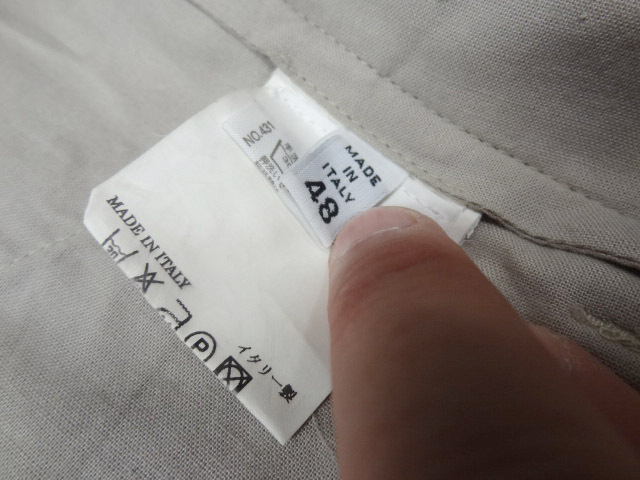 NO.431
MADE
IN
ITALY
48
MADE IN ITALY
P
イタリー製